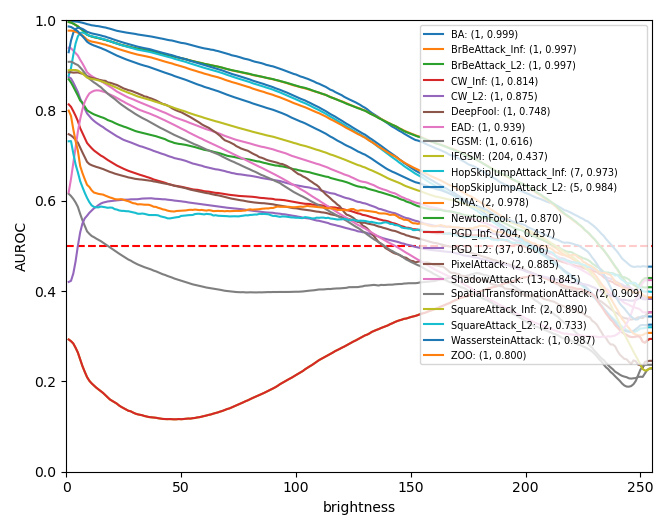 AUROC
1.0
0.8
0.6
0.4
0.2
0.0
0
50
100
150
200
250
brightness
BA: (1, 0.999)
BrBeAttack_Inf: (1, 0.997)
BrBeAttack_L2: (1, 0.997)
CW_Inf: (1, 0.814)
CW_L2: (1, 0.875)
DeepFool: (1, 0.748)
EAD: (1, 0.939)
FGSM: (1, 0.616)
IFGSM: (204, 0.437)
HopSkipJumpAttack_Inf: (7, 0.973)
HopSkipJumpAttack_L2: (5, 0.984)
JSMA: (2, 0.978)
NewtonFool: (1, 0.870)
PGD_Inf: (204, 0.437)
PGD_L2: (37, 0.606)
PixelAttack: (2, 0.885)
ShadowAttack: (13, 0.845)
SpatialTransformationAttack: (2, 0.909)
SquareAttack_Inf: (2, 0.890)
SquareAttack_L2: (2, 0.733)
WassersteinAttack: (1, 0.987)
ZOO: (1, 0.800)